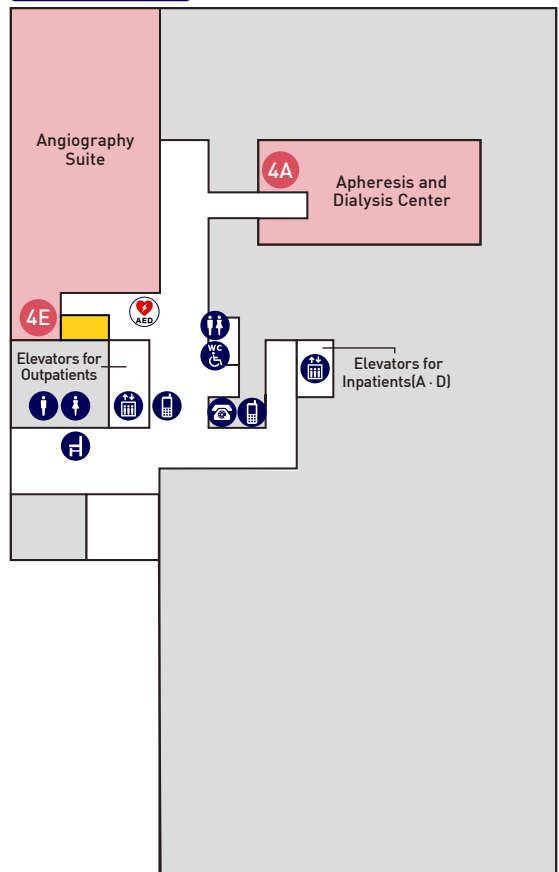 Angiography
Suite
4A
Apheresis and
Dialysis Center
4E
AED
WC
Elevators for
Outpatients
Elevators for
Inpatients(A · D)